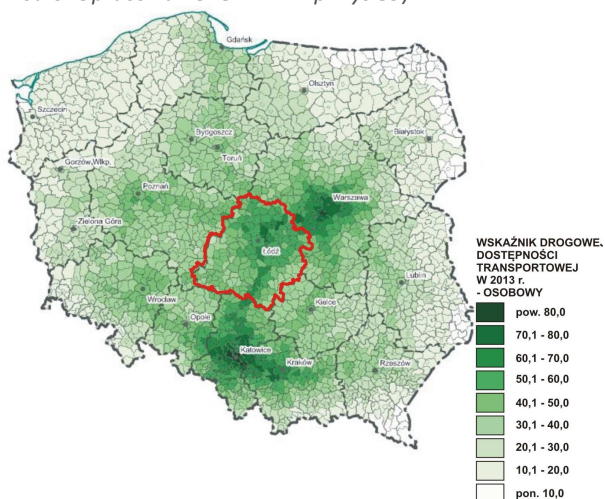 Gdańsk
Olsztyn
Szczecin
Białystok
Bydgoszcz
Toruń
Gorzów Wlkp.
Poznań
Warszawa
Zielona Góra
Łódź
Lublin
Wrocław
Kielce
Opole
Katowice
Kraków
Rzeszów
WSKAŹNIK DROGOWEJ
DOSTĘPNOŚCI
TRANSPORTOWEJ
W 2013 r.
- OSOBOWY
pow. 80,0
70,1 - 80,0
60,1 - 70,0
50,1 - 60,0
40,1 - 50,0
30,1 - 40,0
20,1 - 30,0
10,1 - 20,0
pon. 10,0